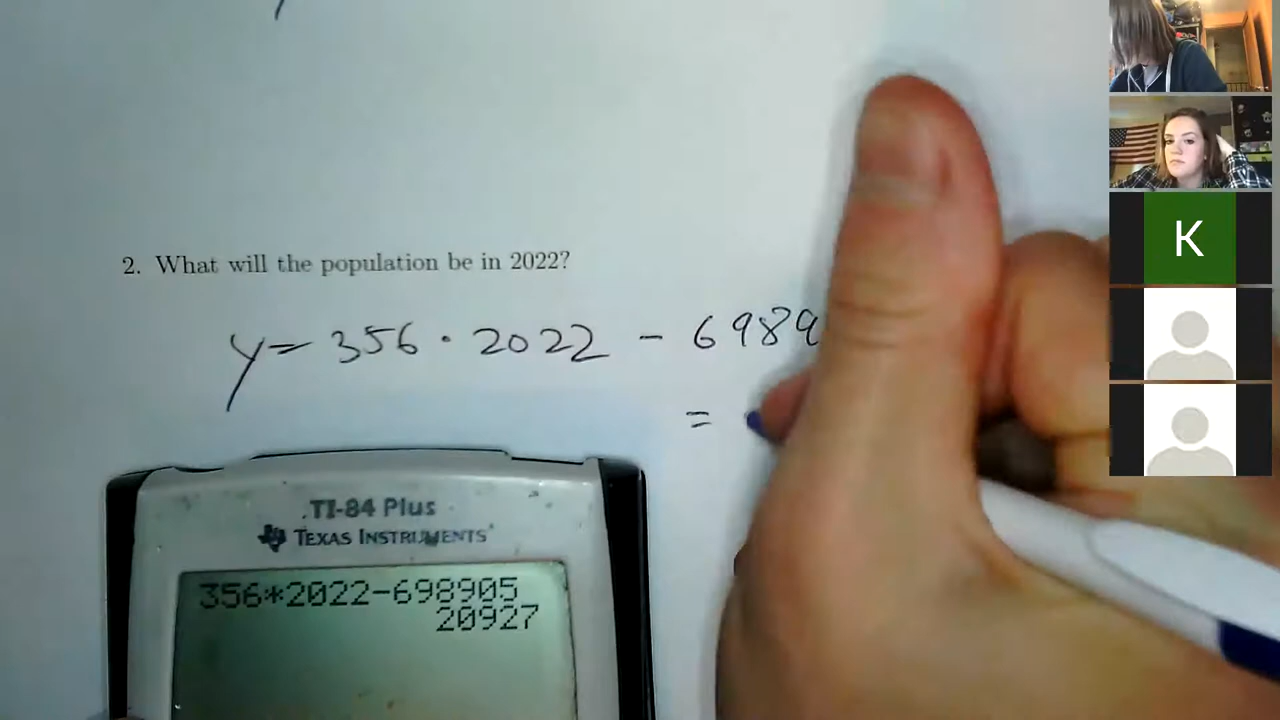 2. What will the population be in 2022?
y = 356 · 2022 − 6989
=
TI-84 Plus
TEXAS INSTRUMENTS
356*2022-698905
20927
K